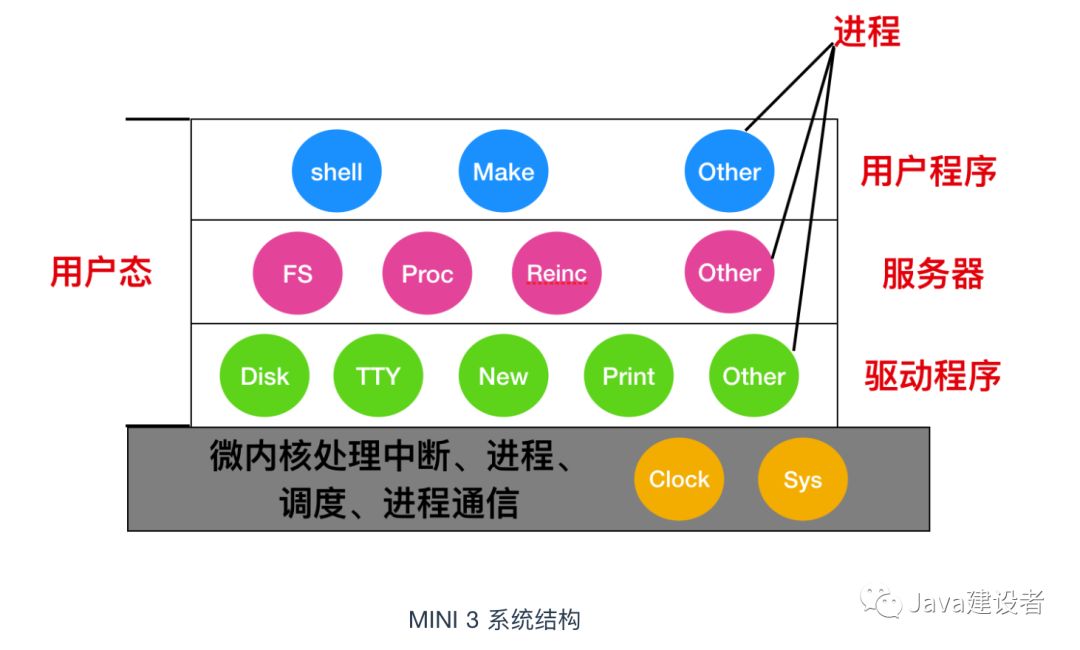 进程
shell
Make
Other
用户程序
用户态
FS
Proc
Reinc
Other
服务器
Disk
TTY
New
Print
Other
驱动程序
微内核处理中断、进程、
调度、进程通信
Clock
Sys
MINI 3 系统结构
Java建设者